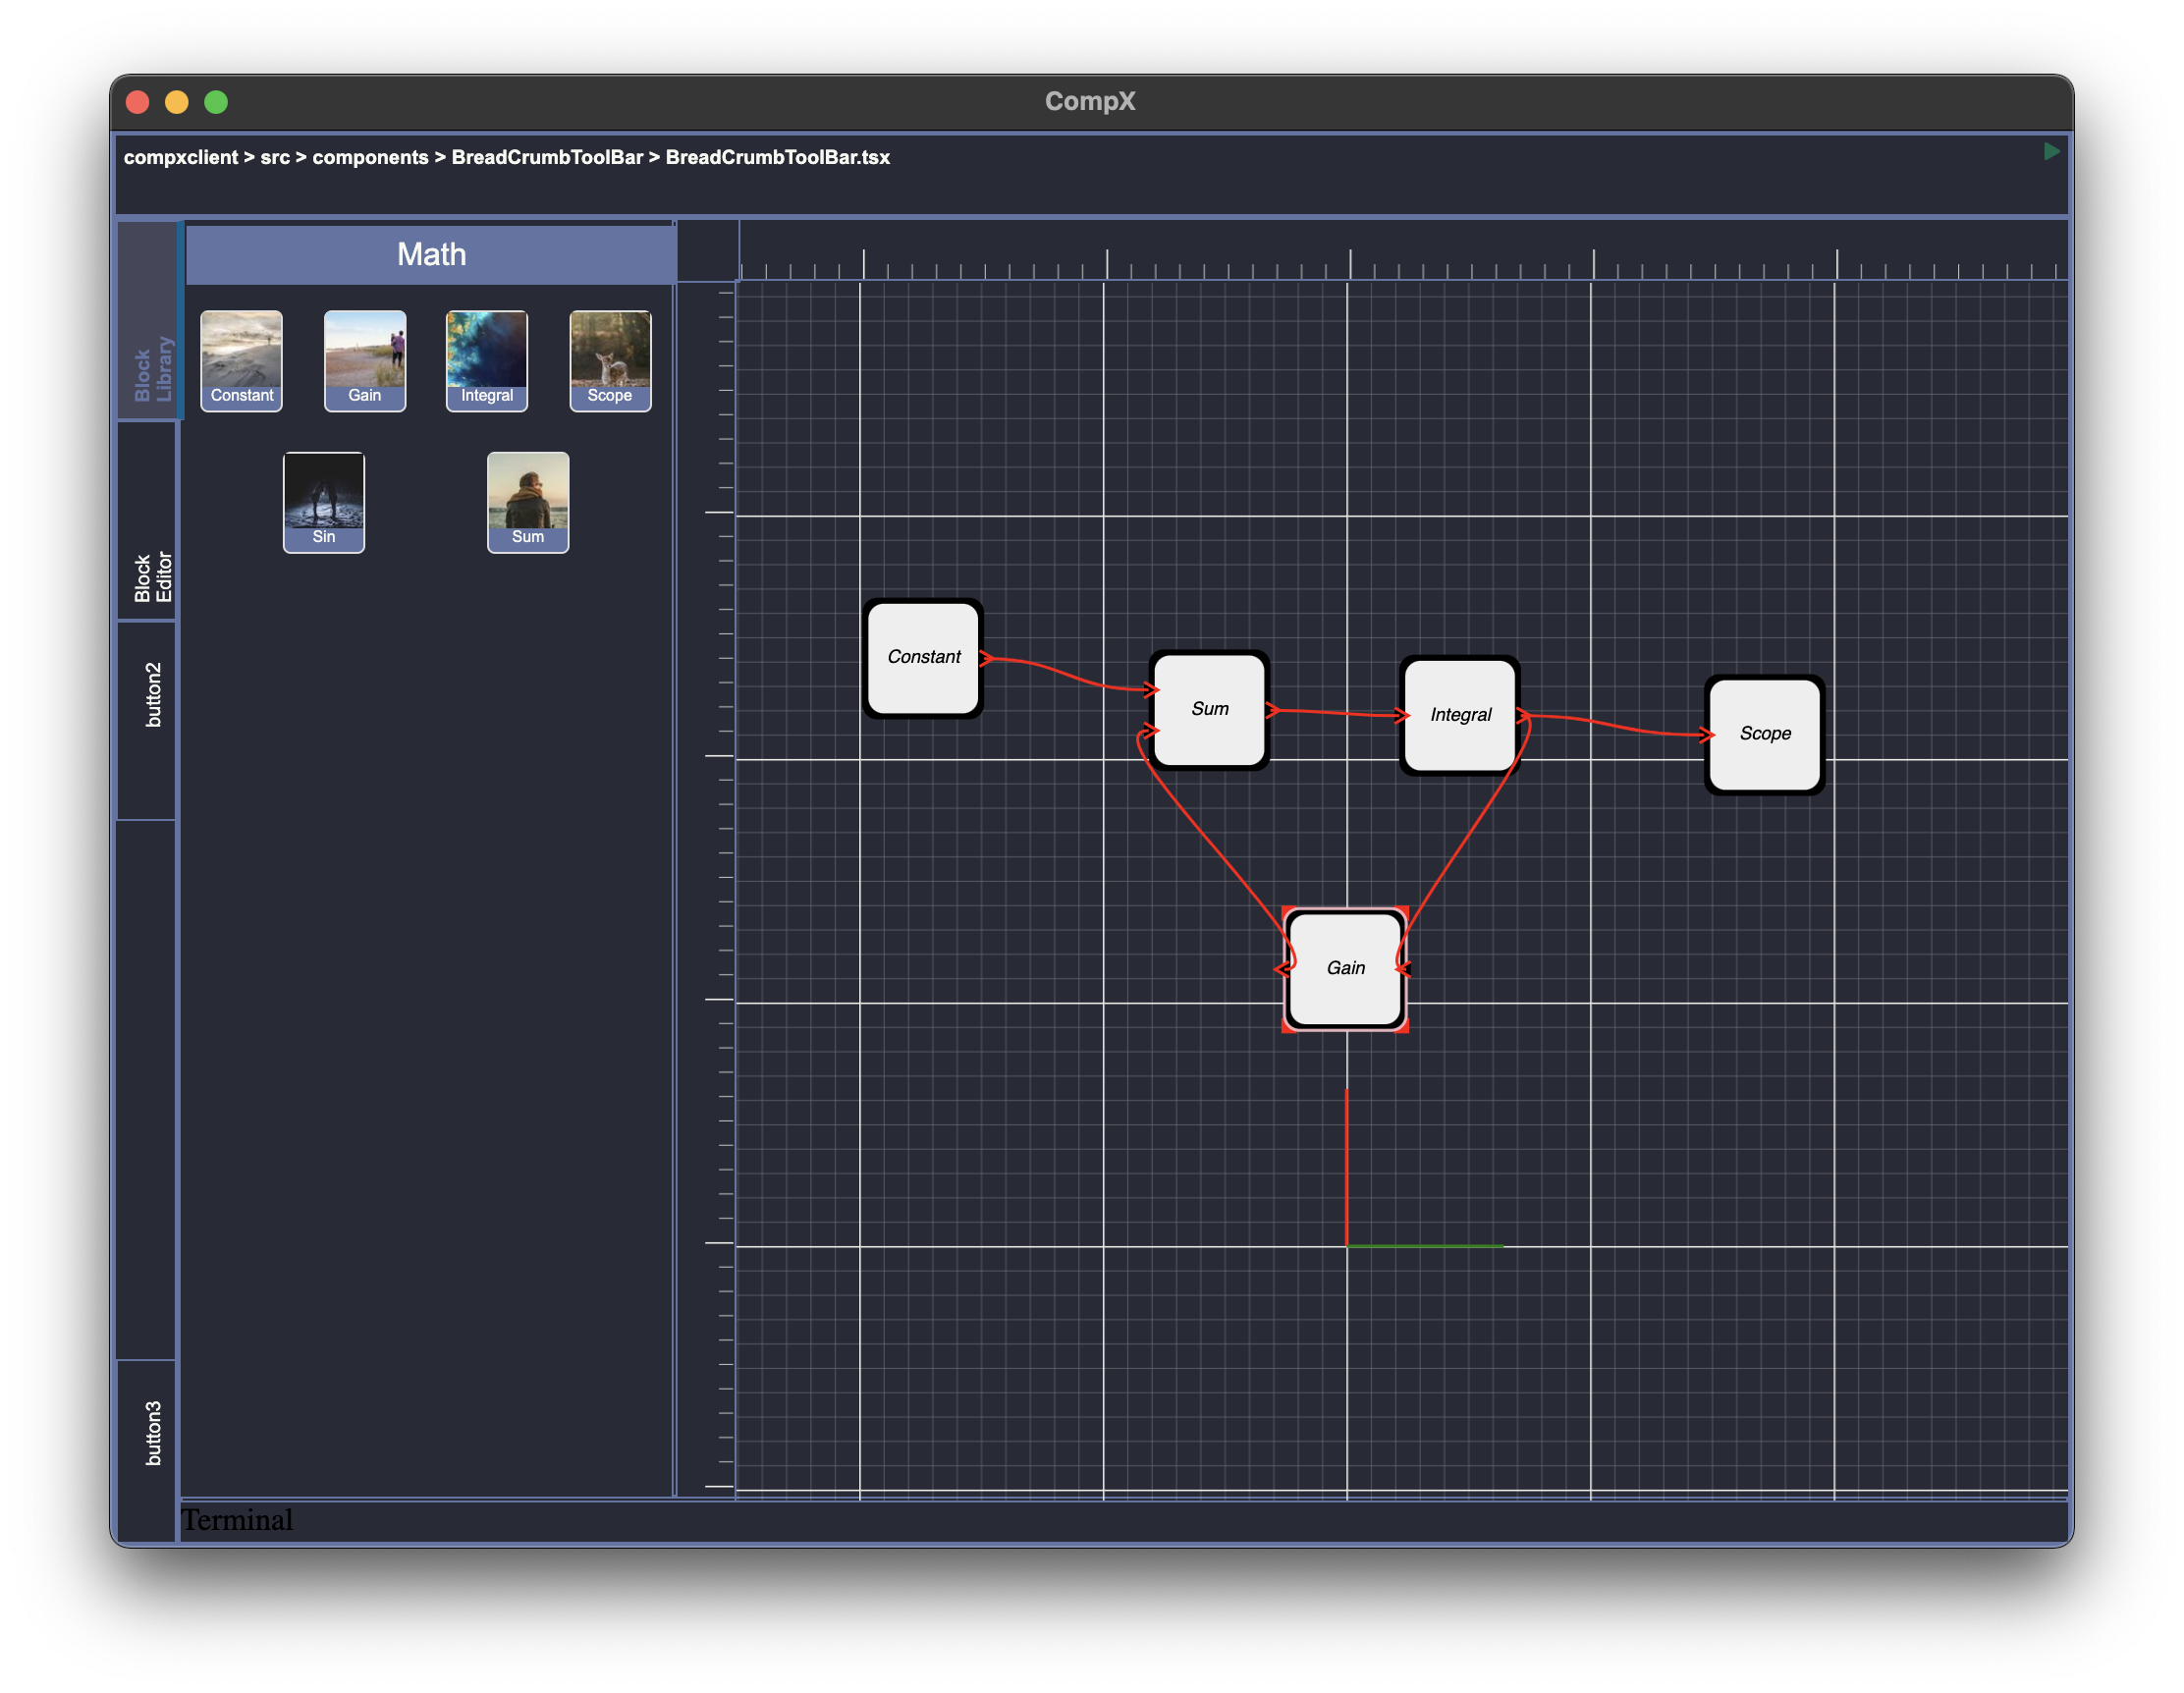 CompX
compxclient > src > components > BreadCrumbToolBar > BreadCrumbToolBar.tsx
Block
Library
Block
Editor
button2
button3
Math
Constant
Gain
Integral
Scope
Sin
Sum
Constant
Sum
Integral
Scope
Gain
Terminal